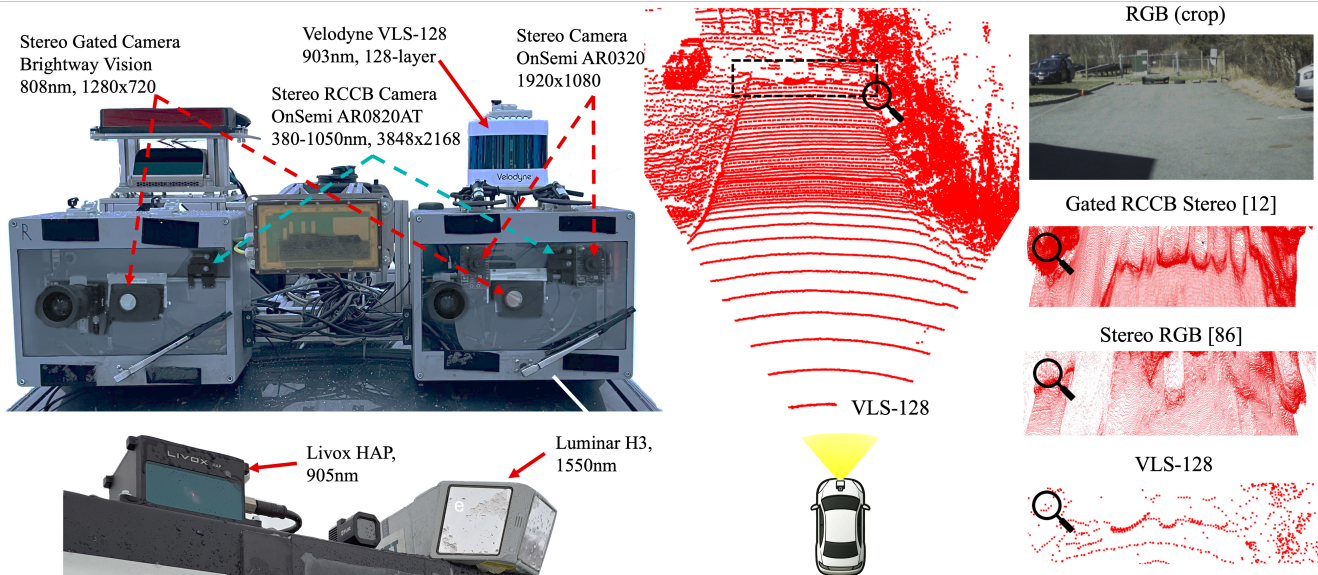 Stereo Gated Camera
Brightway Vision
808nm, 1280x720
Velodyne VLS-128
903nm, 128-layer
Stereo Camera
OnSemi AR0320
1920x1080
Stereo RCCB Camera
OnSemi AR0820AT
380-1050nm, 3848x2168
Velodyne
R
Livox HAP,
905nm
LIVOX
Luminar H3,
1550nm
e
VLS-128
RGB (crop)
Gated RCCB Stereo [12]
Stereo RGB [86]
VLS-128